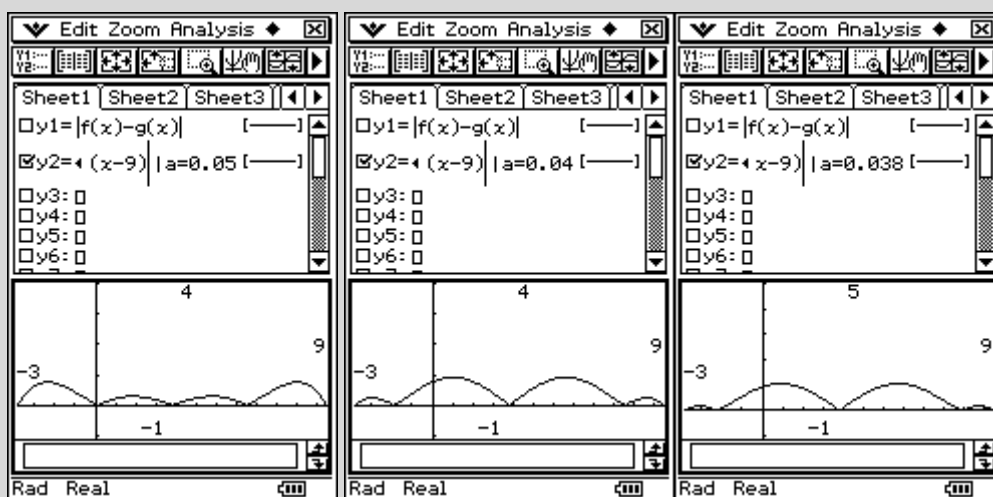 Edit Zoom Analysis ◆
Sheet1 Sheet2 Sheet3
y1=|f(x)-g(x)|
y2=◂ (x-9)| |a=0.05
y3:
y4:
y5:
y6:
4
9
-3
-1
Rad Real
Edit Zoom Analysis ◆
Sheet1 Sheet2 Sheet3
y1=|f(x)-g(x)|
y2=◂ (x-9)| |a=0.04
y3:
y4:
y5:
y6:
4
9
-3
-1
Rad Real
Edit Zoom Analysis ◆
Sheet1 Sheet2 Sheet3
y1=|f(x)-g(x)|
y2=◂ x-9)| |a=0.038
y3:
y4:
y5:
y6:
5
9
-3
-1
Rad Real